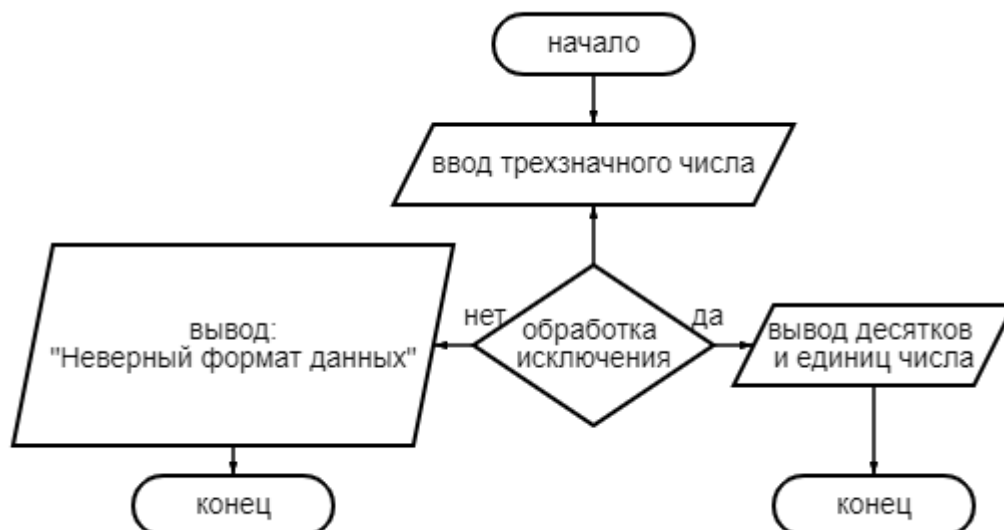 начало
ввод трехзначного числа
нет
обработка
исключения
да
вывод:
"Неверный формат данных"
вывод десятков
и единиц числа
конец
конец